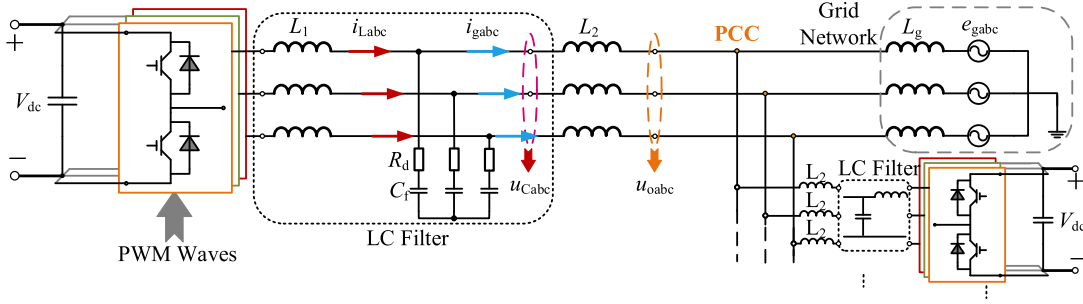 +
V_dc
−
PWM Waves
L_1
i_Labc
i_gabc
R_d
C_f
LC Filter
u_Cabc
L_2
u_oabc
PCC
Grid
Network
L_g
e_gabc
L_2
L_2
L_2
LC Filter
+
V_dc
−